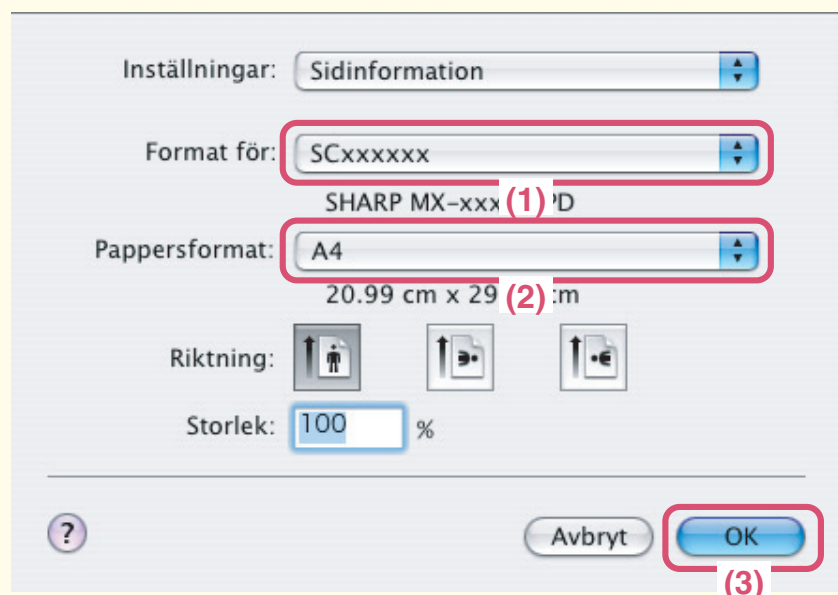 Inställningar: Sidinformation
Format för: SCxxxxxx
SHARP MX-xxx PD
(1)
Pappersformat: A4
20.99 cm x 29 cm
(2)
Riktning:
Storlek: 100 %
? Avbryt OK
(3)